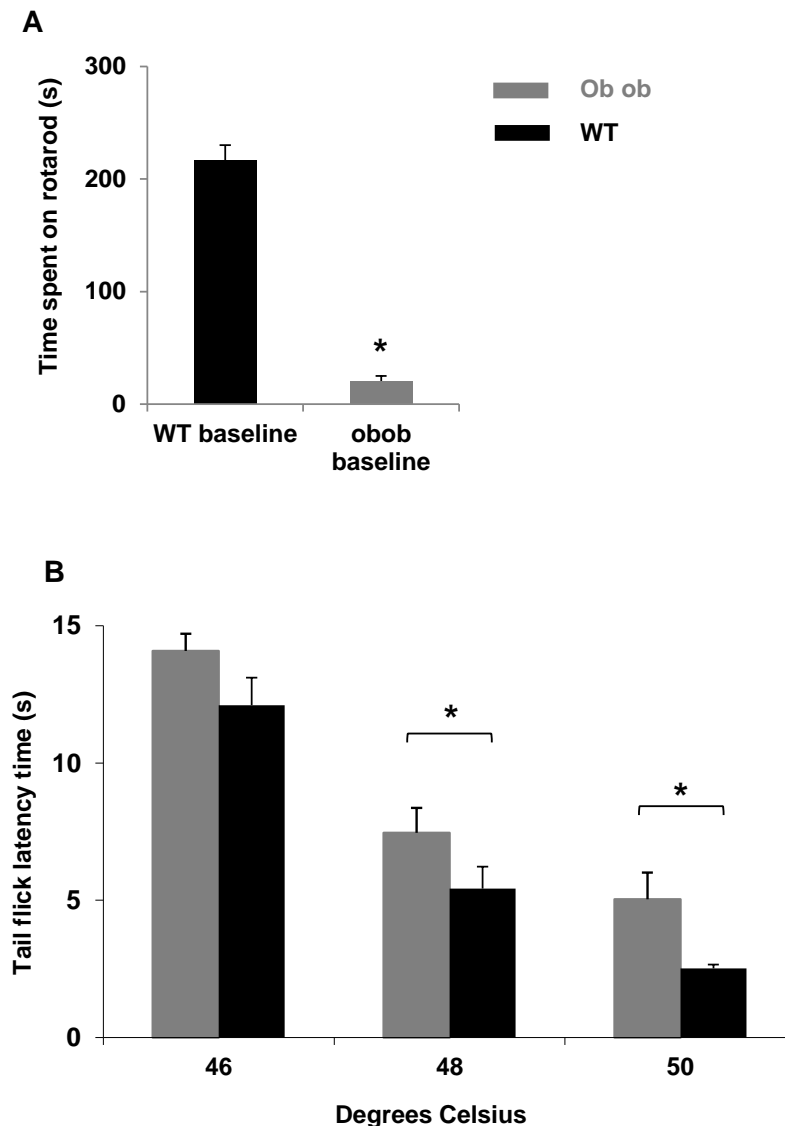 A
Time spent on rotarod (s)
300
200
100
0
*
WT baseline
obob
baseline
Ob ob
WT
B
Tail flick latency time (s)
15
10
5
0
*
*
46
48
50
Degrees Celsius